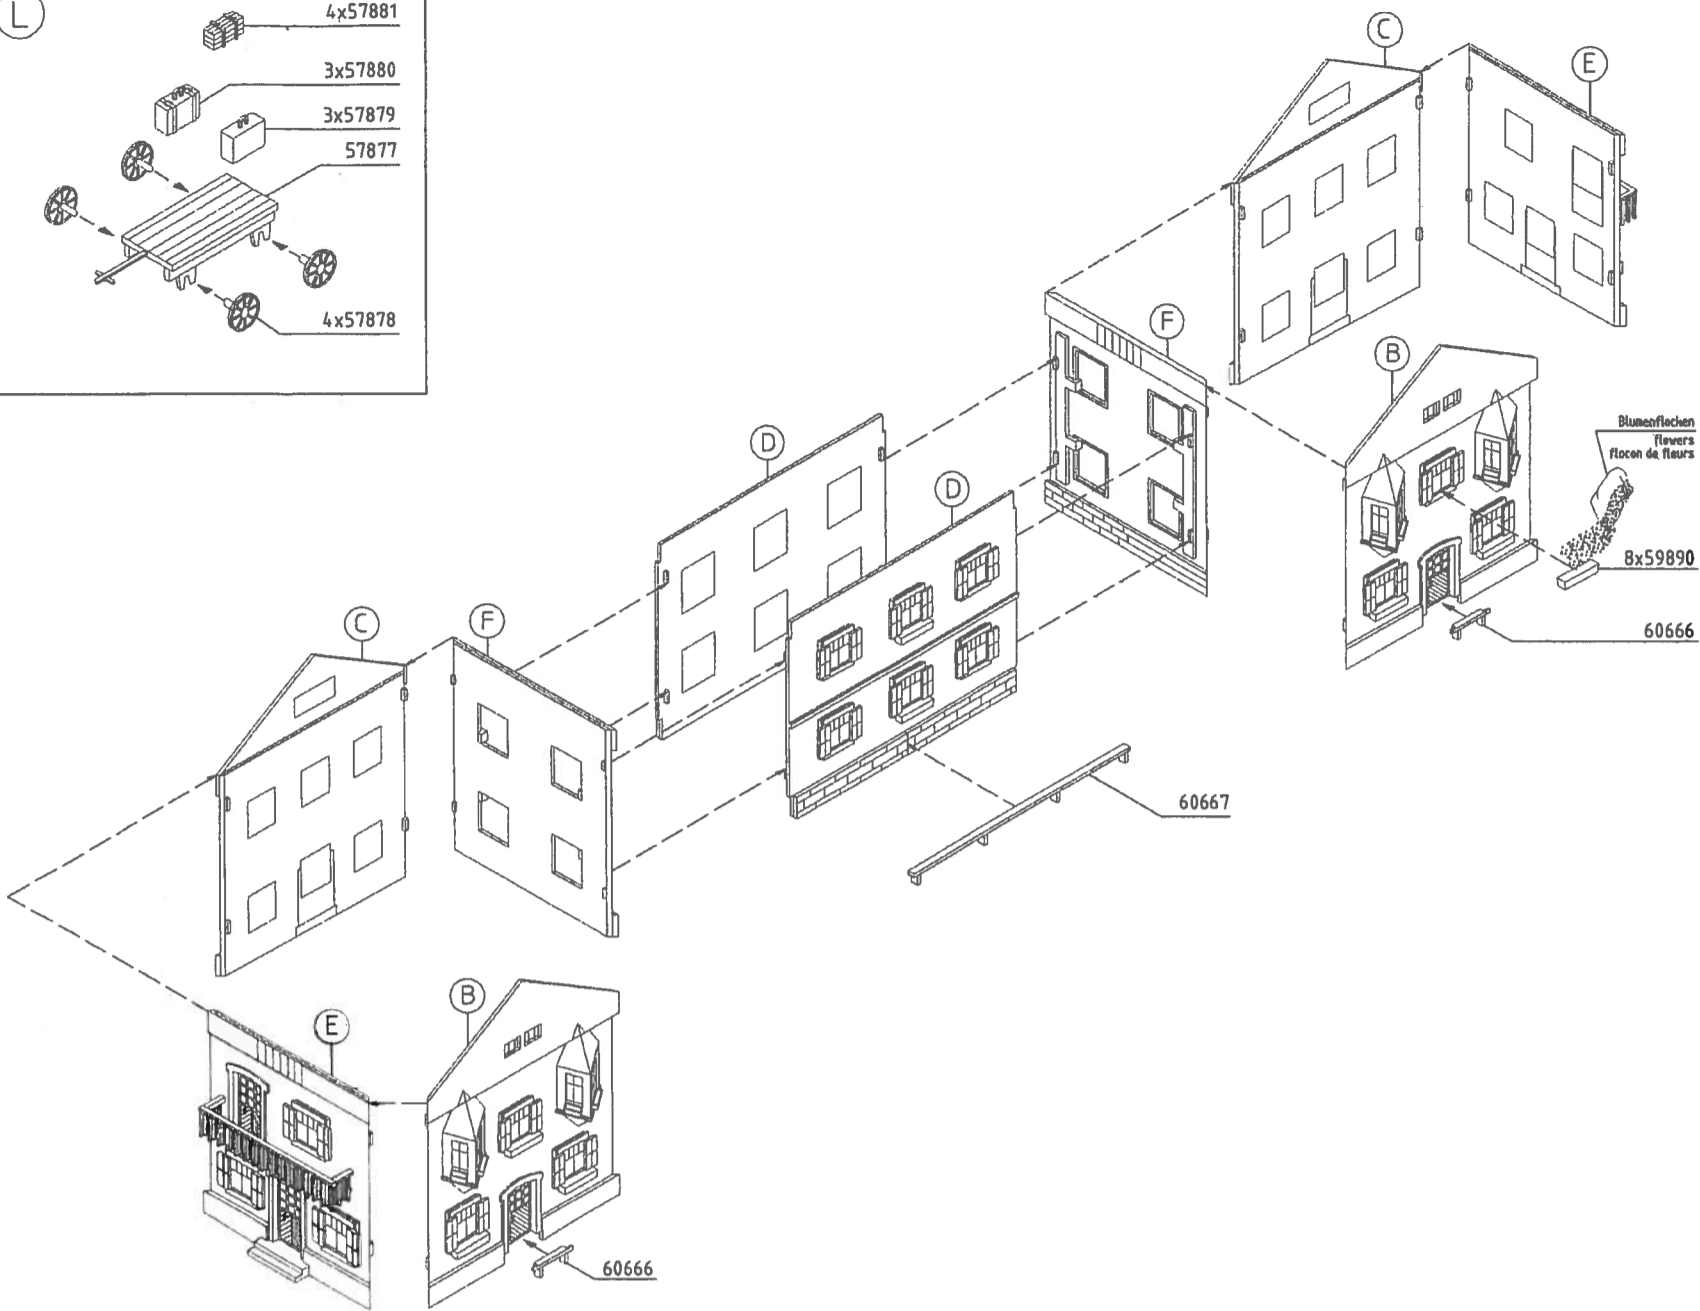 L
4x57881
3x57880
3x57879
57877
4x57878
C
E
F
B
Blumenflocken
flowers
flocon de fleurs
8x59890
60666
D
D
60667
C
F
E
B
60666